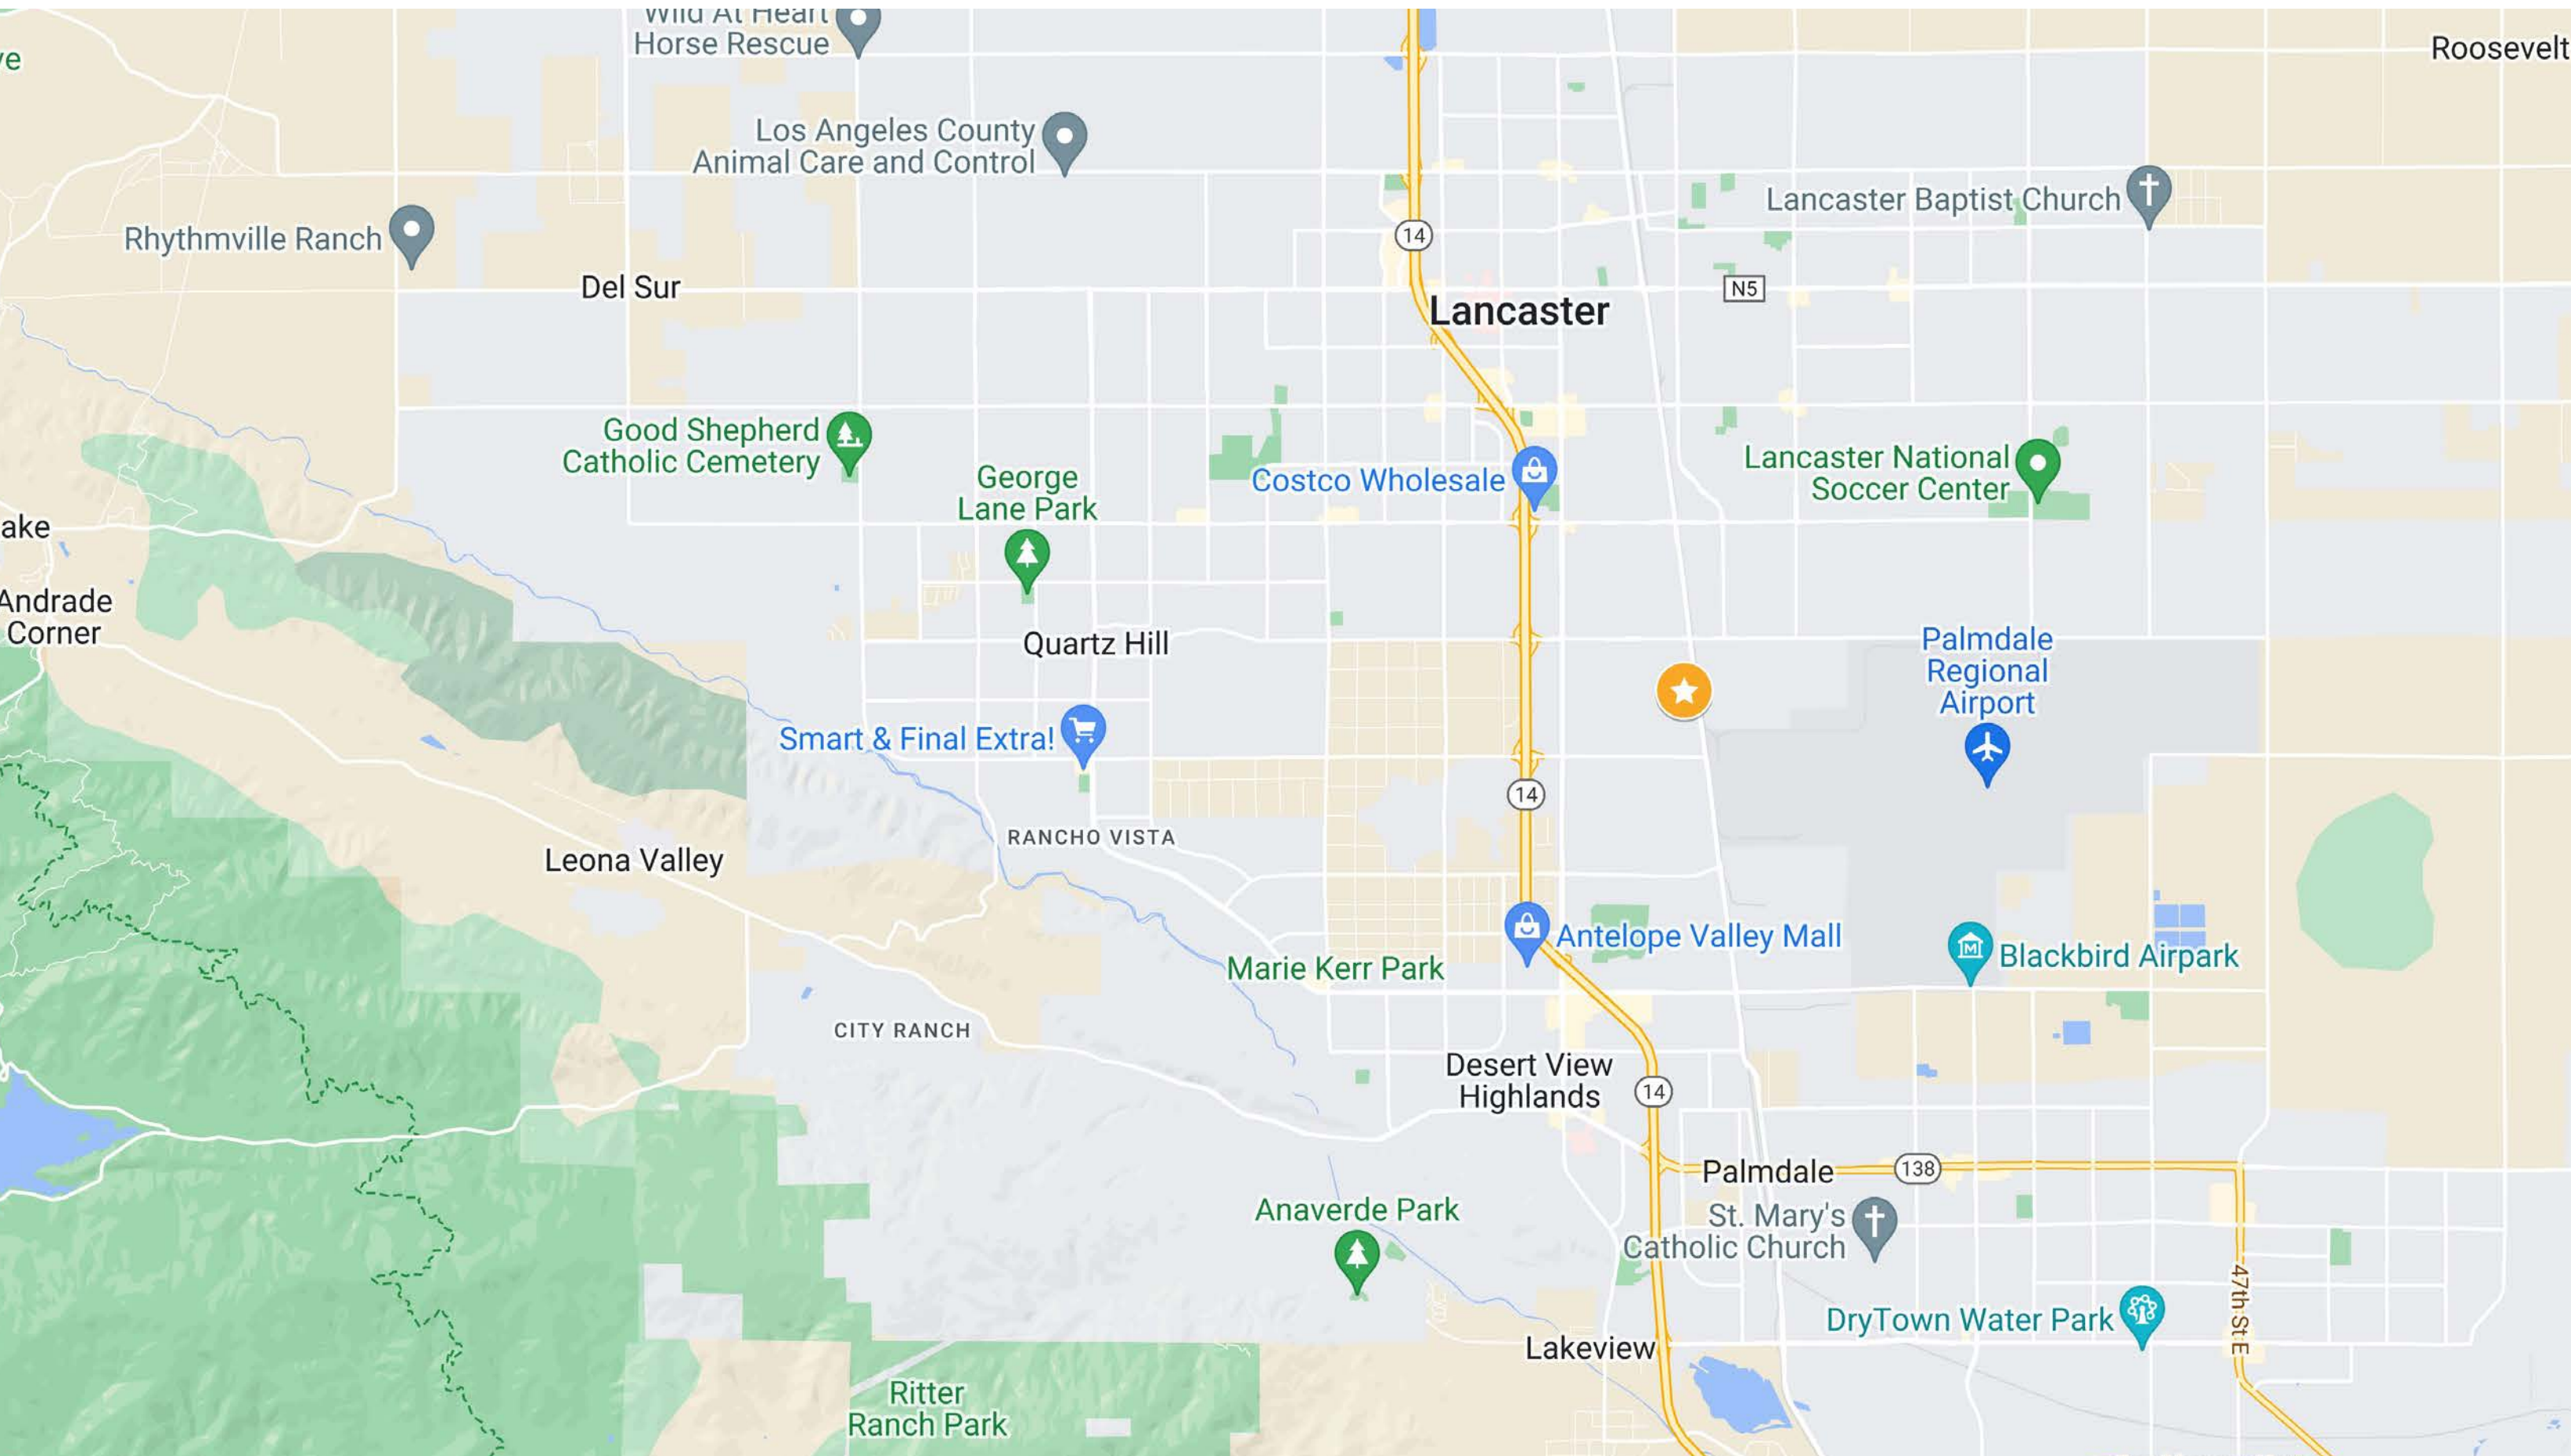 Wild At Heart
Horse Rescue
Roosevelt
ve
Los Angeles County
Animal Care and Control
Lancaster Baptist Church
Rhythmville Ranch
14
Del Sur
N5
Lancaster
Good Shepherd
Catholic Cemetery
George
Lane Park
Costco Wholesale
Lancaster National
Soccer Center
ake
Andrade
Corner
Quartz Hill
Palmdale
Regional
Airport
Smart & Final Extra!
14
RANCHO VISTA
Leona Valley
Antelope Valley Mall
Marie Kerr Park
Blackbird Airpark
CITY RANCH
Desert View
Highlands
14
Palmdale
138
Anaverde Park
St. Mary's
Catholic Church
47th St E
DryTown Water Park
Lakeview
Ritter
Ranch Park